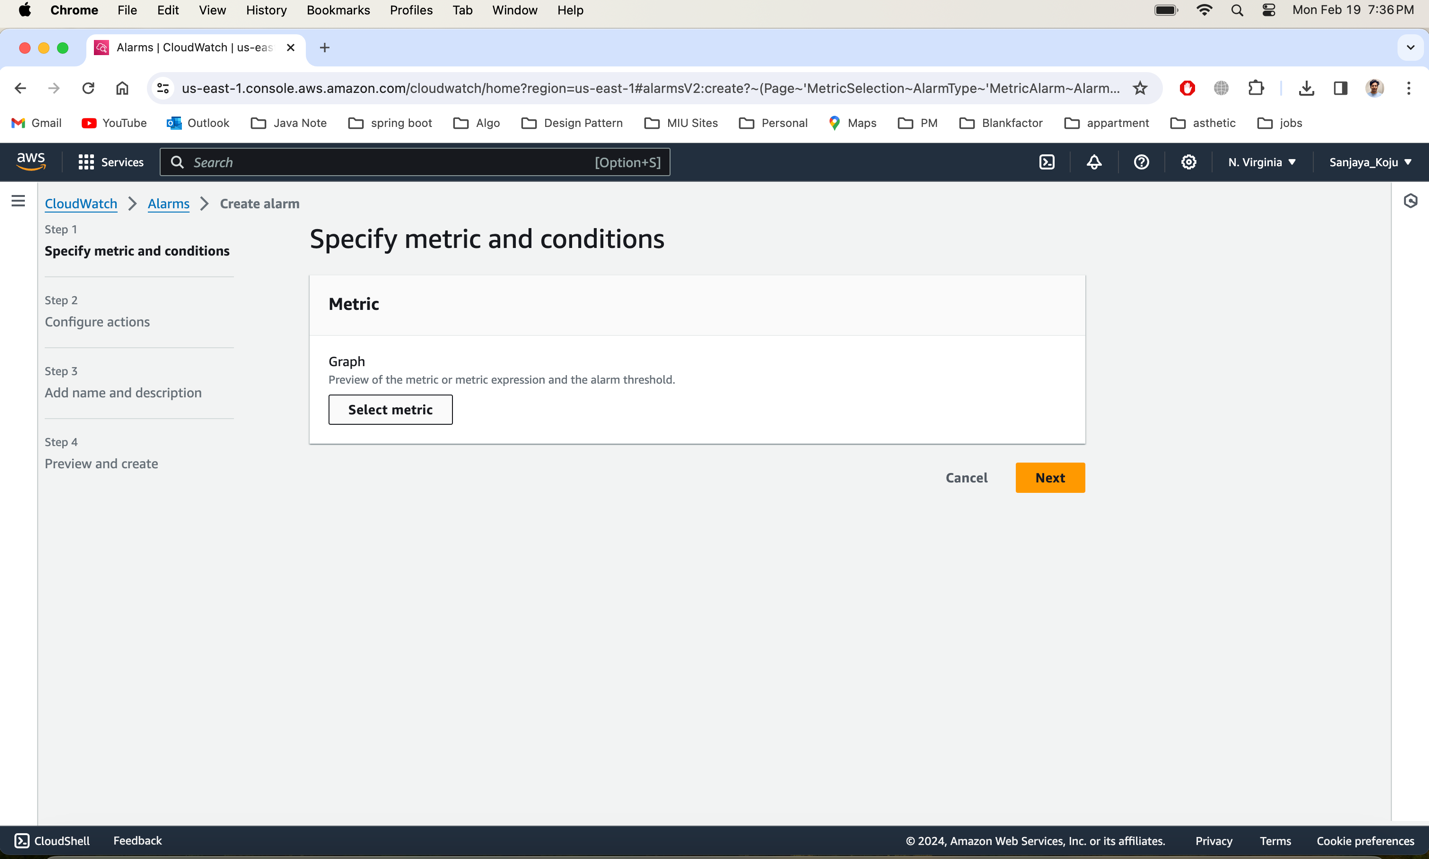 Chrome File Edit View History Bookmarks Profiles Tab Window Help Mon Feb 19 7:36 PM
Alarms | CloudWatch | us-eas
us-east-1.console.aws.amazon.com/cloudwatch/home?region=us-east-1#alarmsV2:create?~(Page~'MetricSelection~AlarmType~'MetricAlarm~Alarm...
Gmail YouTube Outlook Java Note spring boot Algo Design Pattern MIU Sites Personal Maps PM Blankfactor appartment asthetic jobs
aws Services Search [Option+S] N. Virginia Sanjaya_Koju
CloudWatch Alarms Create alarm
Step 1
Specify metric and conditions
Step 2
Configure actions
Step 3
Add name and description
Step 4
Preview and create
Specify metric and conditions
Metric
Graph
Preview of the metric or metric expression and the alarm threshold.
Select metric
Cancel Next
CloudShell Feedback © 2024, Amazon Web Services, Inc. or its affiliates. Privacy Terms Cookie preferences